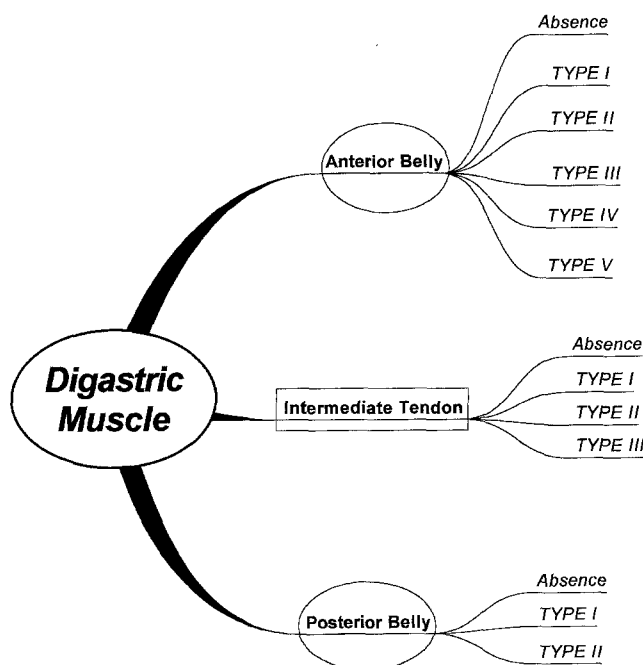 Absence
TYPE I
TYPE II
Anterior Belly
TYPE III
TYPE IV
TYPE V
Digastric
Muscle
Absence
TYPE I
Intermediate Tendon
TYPE II
TYPE III
Absence
TYPE I
Posterior Belly
TYPE II